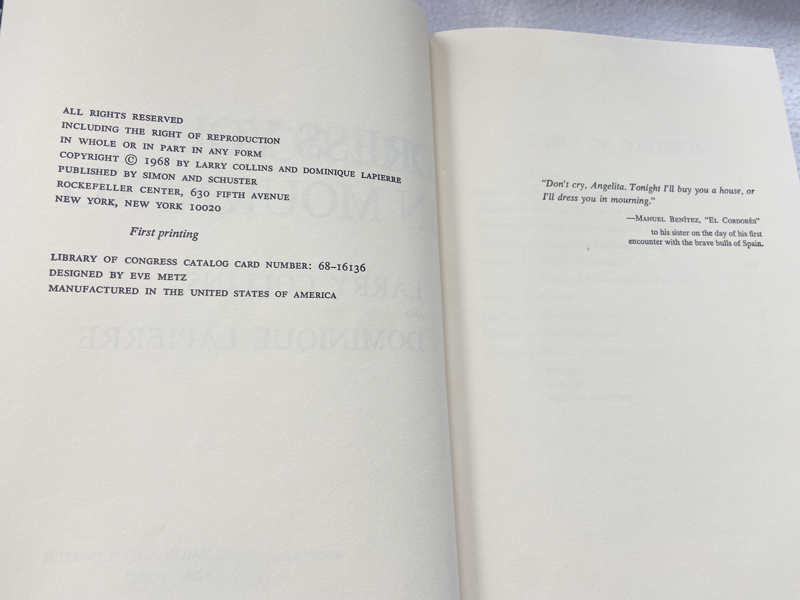 ALL RIGHTS RESERVED
INCLUDING THE RIGHT OF REPRODUCTION
IN WHOLE OR IN PART IN ANY FORM
COPYRIGHT © 1968 BY LARRY COLLINS AND DOMINIQUE LAPIERRE
PUBLISHED BY SIMON AND SCHUSTER
ROCKEFELLER CENTER, 630 FIFTH AVENUE
NEW YORK, NEW YORK 10020
First printing
LIBRARY OF CONGRESS CATALOG CARD NUMBER: 68-16136
DESIGNED BY EVE METZ
MANUFACTURED IN THE UNITED STATES OF AMERICA
"Don't cry, Angelita. Tonight I'll buy you a house, or
I'll dress you in mourning."
—MANUEL BENÍTEZ, "EL CORDOBÉS"
to his sister on the day of his first
encounter with the brave bulls of Spain.